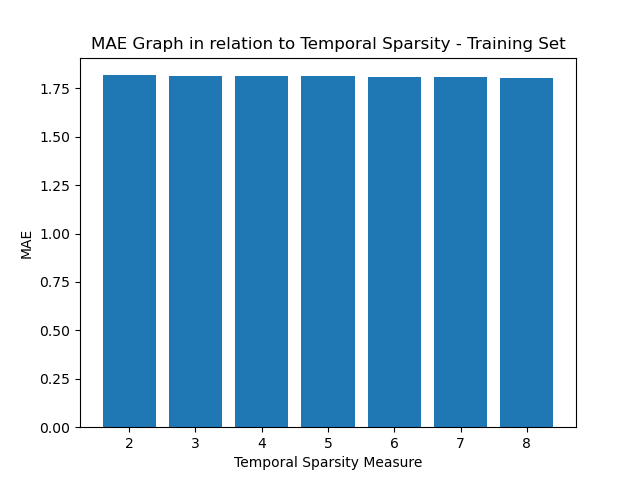 MAE Graph in relation to Temporal Sparsity - Training Set
1.75
1.50
1.25
1.00
0.75
0.50
0.25
0.00
MAE
2 3 4 5 6 7 8
Temporal Sparsity Measure